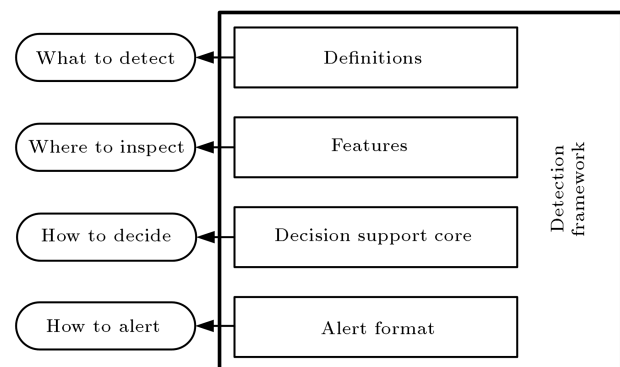 What to detect
Definitions
Where to inspect
Features
How to decide
Decision support core
How to alert
Alert format
Detection
framework